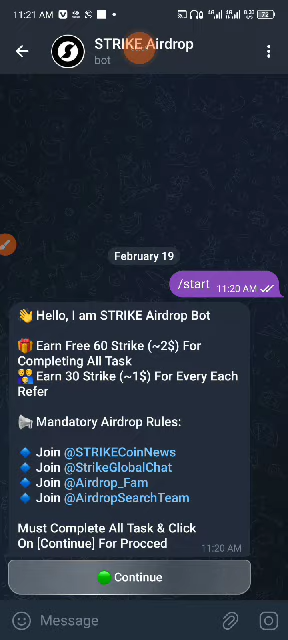 11:21 AM
72
STRIKE Airdrop
bot
February 19
/start 11:20 AM
👋 Hello, I am STRIKE Airdrop Bot
🎁 Earn Free 60 Strike (~2$) For
Completing All Task
👨‍👩‍👦 Earn 30 Strike (~1$) For Every Each
Refer
📢 Mandatory Airdrop Rules:
🔹 Join @STRIKECoinNews
🔹 Join @StrikeGlobalChat
🔹 Join @Airdrop_Fam
🔹 Join @AirdropSearchTeam
Must Complete All Task & Click
On [Continue] For Procced
11:20 AM
🟢 Continue
Message